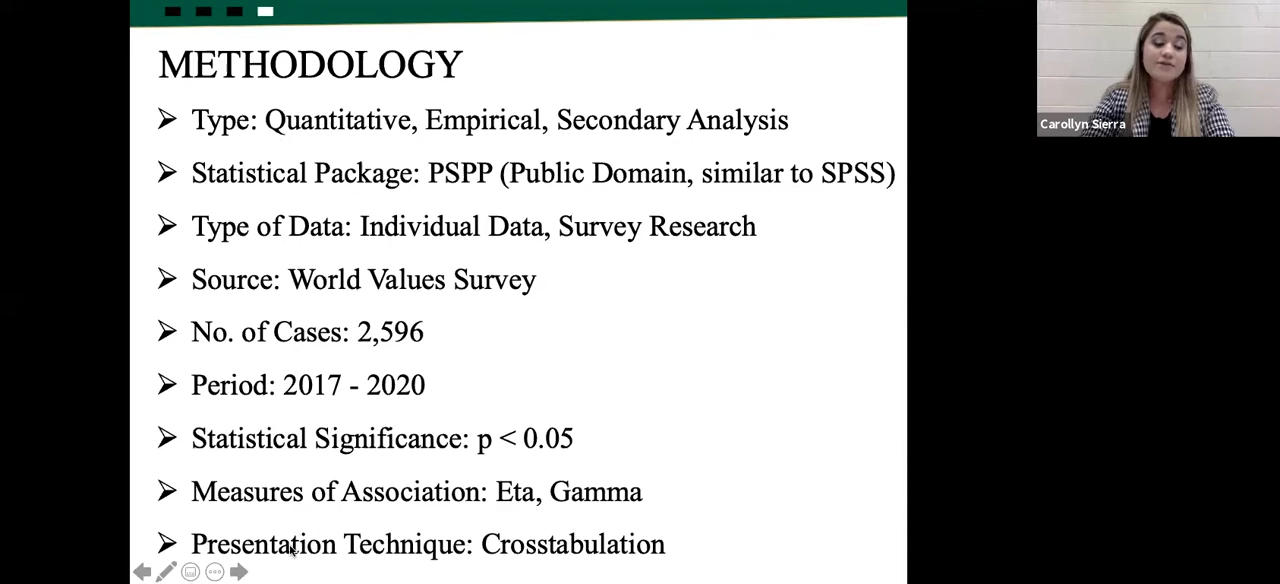 METHODOLOGY
➢ Type: Quantitative, Empirical, Secondary Analysis
➢ Statistical Package: PSPP (Public Domain, similar to SPSS)
➢ Type of Data: Individual Data, Survey Research
➢ Source: World Values Survey
➢ No. of Cases: 2,596
➢ Period: 2017 - 2020
➢ Statistical Significance: p < 0.05
➢ Measures of Association: Eta, Gamma
➢ Presentation Technique: Crosstabulation
Carollyn Sierra